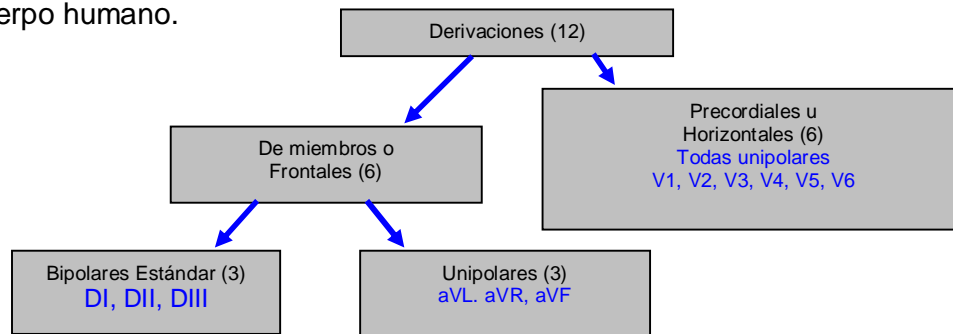 erpo humano.
Derivaciones (12)
Precordiales u
Horizontales (6)
Todas unipolares
V1, V2, V3, V4, V5, V6
De miembros o
Frontales (6)
Bipolares Estándar (3)
DI, DII, DIII
Unipolares (3)
aVL. aVR, aVF